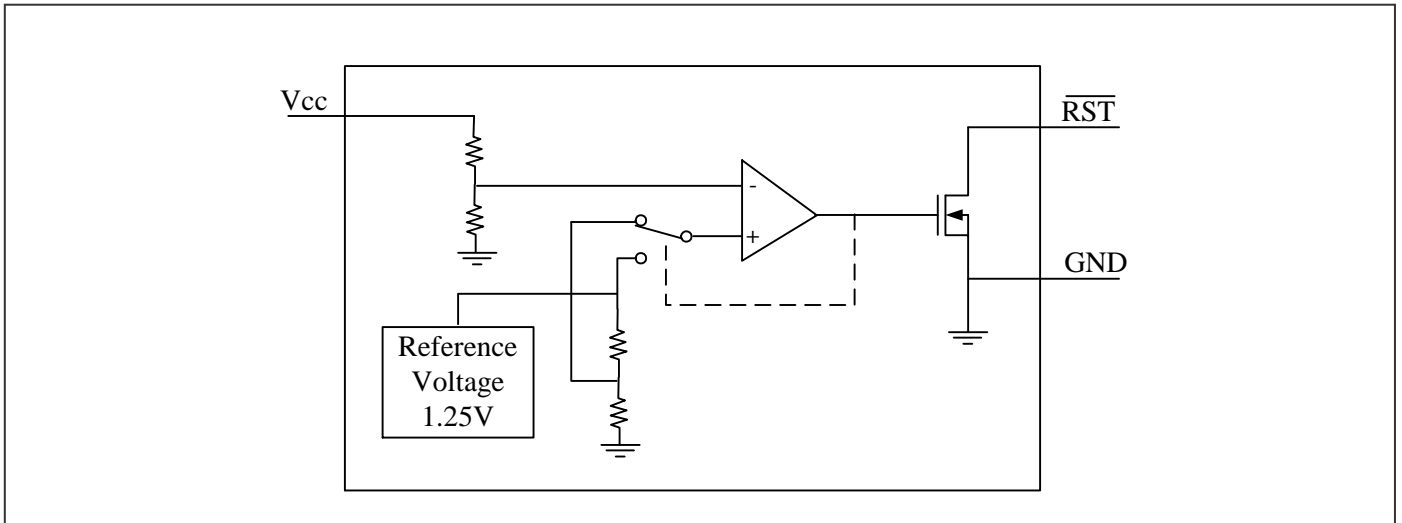 Vcc
RST
-
+
GND
Reference
Voltage
1.25V